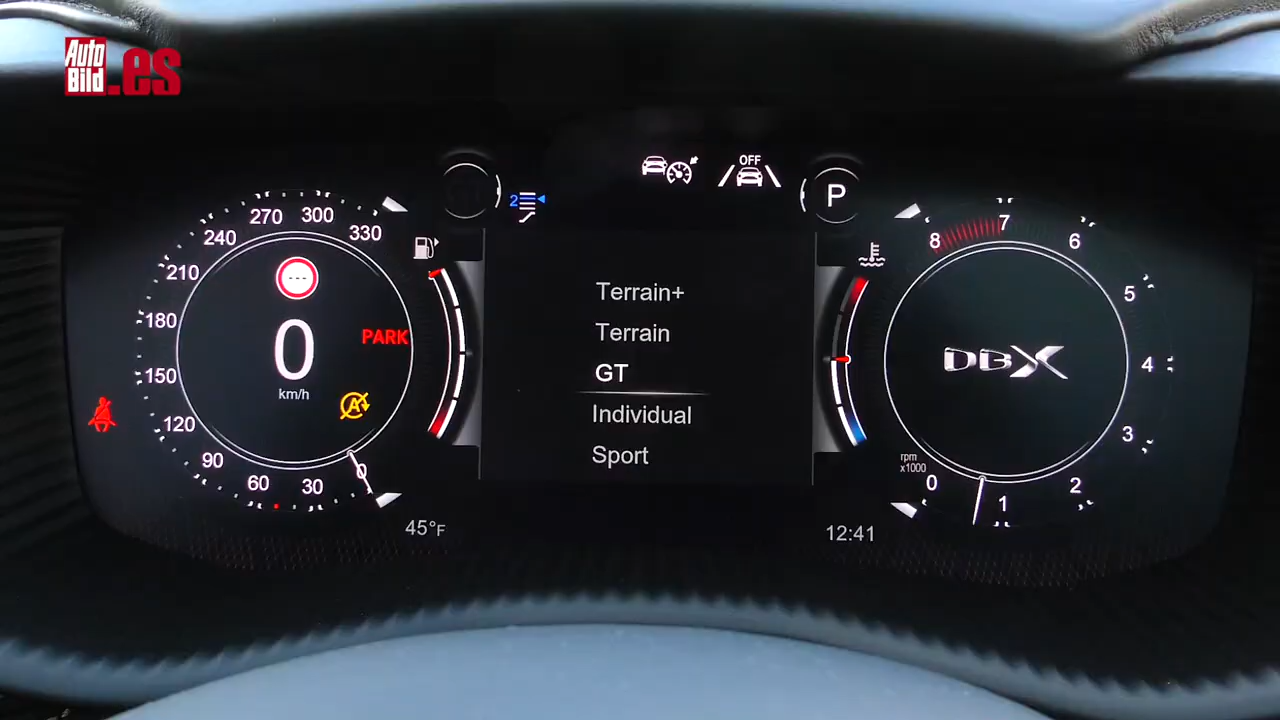 Auto
Bild
.es
270 300
240 330
210
180
150
120
90
60 30 0
---
0
km/h
PARK
A
45°F
2
OFF
P
Terrain+
Terrain
GT
Individual
Sport
8 7 6
5
4
3
2
1
0
rpm
x1000
DBX
12:41